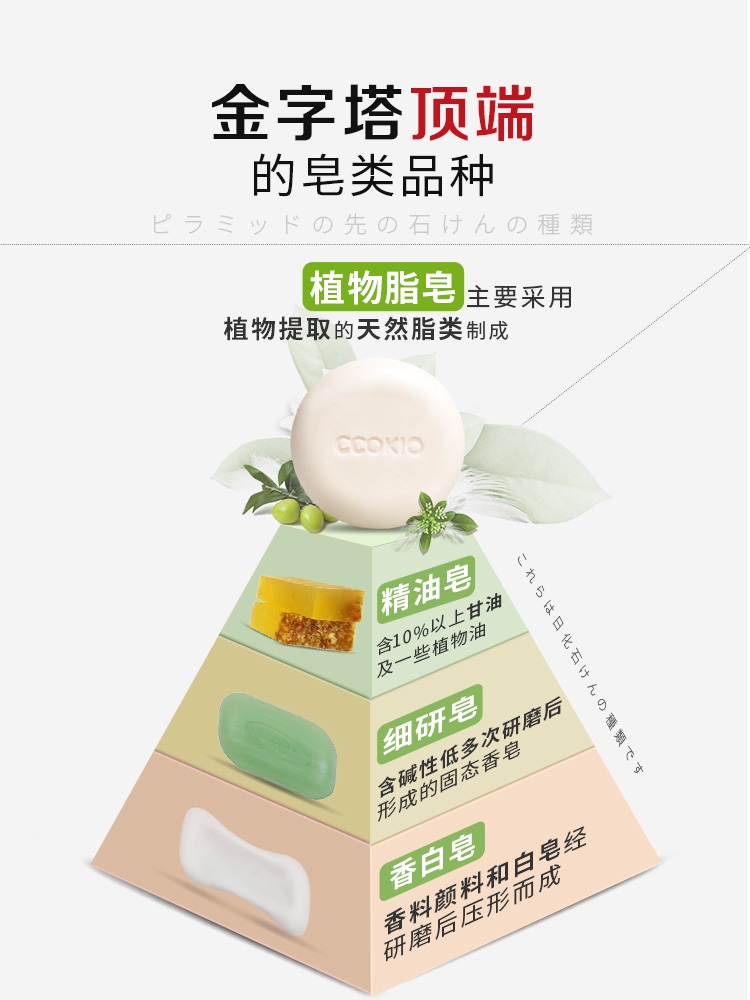 金字塔顶端
的皂类品种
ピラミッドの先の石けんの種類
植物脂皂主要采用
植物提取的天然脂类制成
CCOKIO
精油皂
含10%以上甘油
及一些植物油
细研皂
含碱性低多次研磨后
形成的固态香皂
香白皂
香料颜料和白皂经
研磨后压形而成
これらは日化石けんの種類です